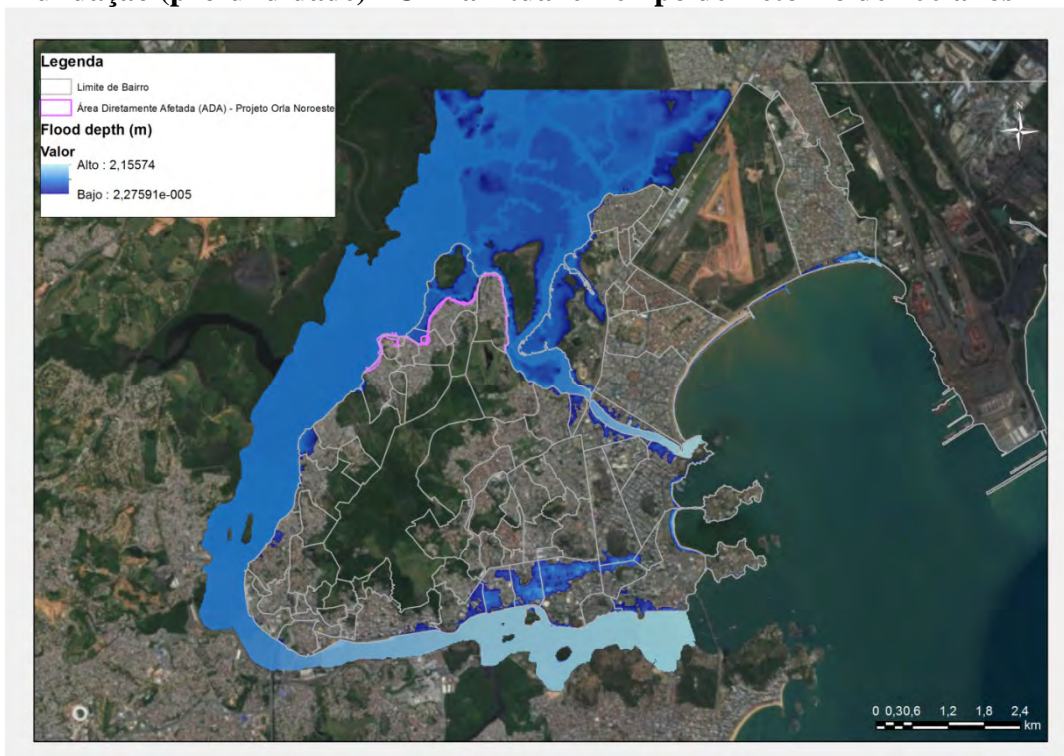 Legenda
Limite de Bairro
Área Diretamente Afetada (ADA) - Projeto Orla Noroeste
Flood depth (m)
Valor
Alto : 2,15574
Bajo : 2,27591e-005
N
0 0,30,6 1,2 1,8 2,4
km